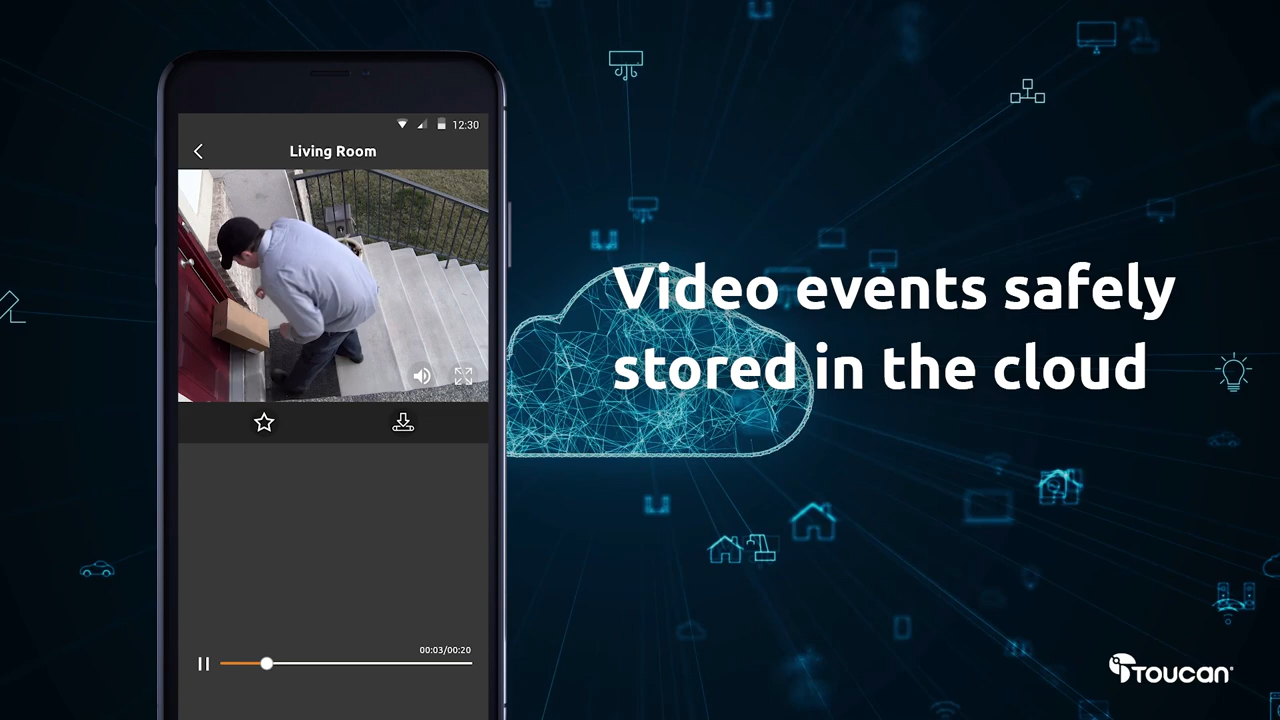 12:30
Living Room
Video events safely
stored in the cloud
00:03/00:20
Toucan